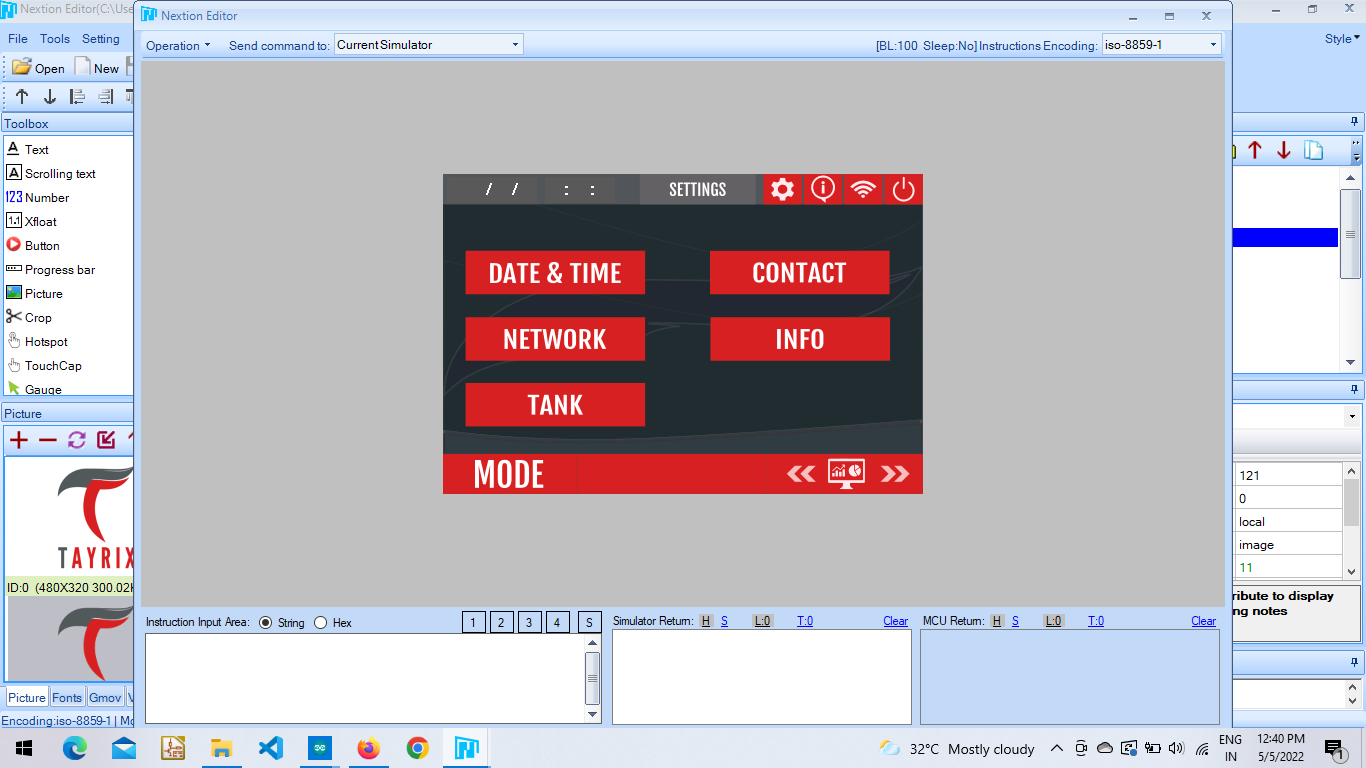 Nextion Editor(C:\Use
Nextion Editor
File Tools Setting
Operation Send command to: Current Simulator [BL:100 Sleep:No] Instructions Encoding: iso-8859-1
Style
Open New
Toolbox
Text
Scrolling text
Number
Xfloat
Button
Progress bar
Picture
Crop
Hotspot
TouchCap
Gauge
/ / : : SETTINGS
DATE & TIME CONTACT
NETWORK INFO
TANK
MODE
Picture
TAYRIX
ID:0 (480X320 300.02K
Picture Fonts Gmov V
Encoding:iso-8859-1 | Mo
121
0
local
image
11
ribute to display
ng notes
Instruction Input Area: String Hex 1 2 3 4 S
Simulator Return: H S L:0 T:0 Clear
MCU Return: H S L:0 T:0 Clear
32°C Mostly cloudy
ENG
IN
12:40 PM
5/5/2022
1